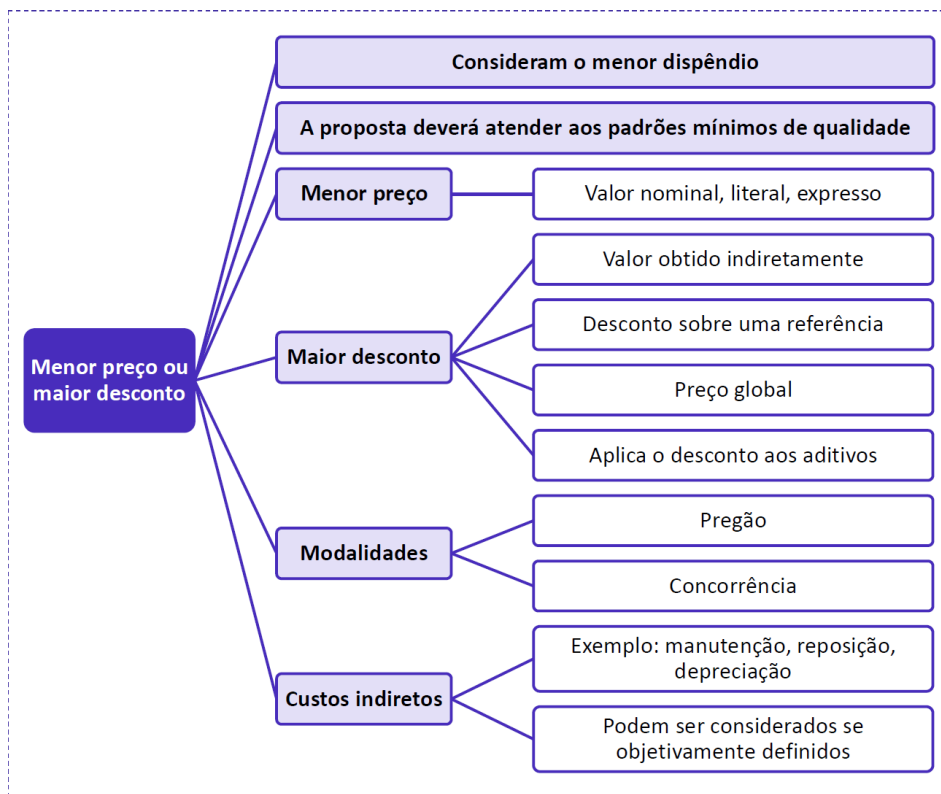 Consideram o menor dispêndio
A proposta deverá atender aos padrões mínimos de qualidade
Menor preço
Valor nominal, literal, expresso
Valor obtido indiretamente
Desconto sobre uma referência
Menor preço ou
maior desconto
Maior desconto
Preço global
Aplica o desconto aos aditivos
Modalidades
Pregão
Concorrência
Custos indiretos
Exemplo: manutenção, reposição,
depreciação
Podem ser considerados se
objetivamente definidos